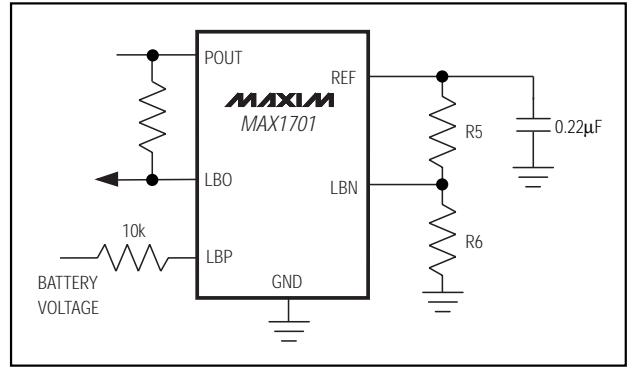 POUT
REF
MAXIM
MAX1701
R5
0.22μF
LBO
LBN
10k
R6
LBP
BATTERY
VOLTAGE
GND